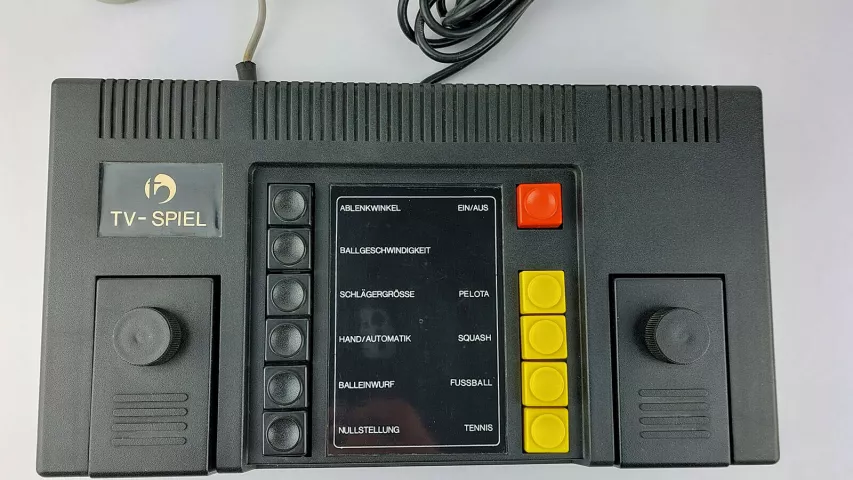 TV-SPIEL
ABLENKWINKEL EIN/AUS
BALLGESCHWINDIGKEIT
SCHLÄGERGRÖSSE PELOTA
HAND/AUTOMATIK SQUASH
BALLEINWURF FUSSBALL
NULLSTELLUNG TENNIS